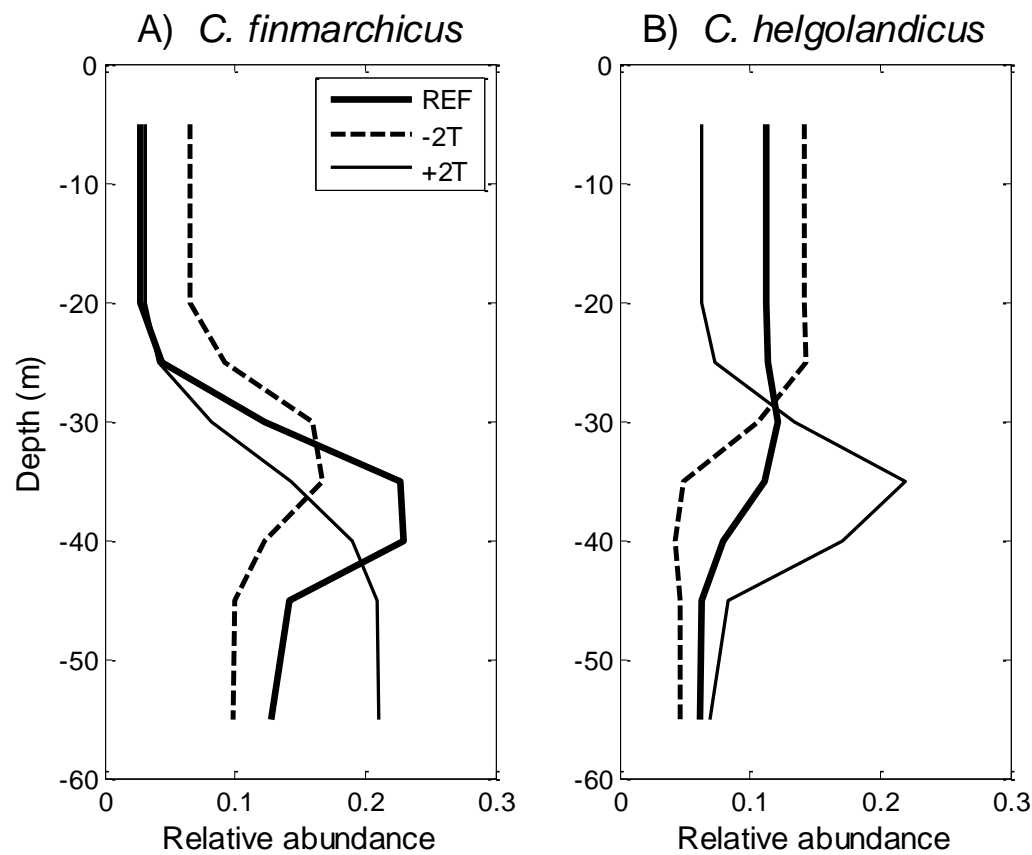 A) C. finmarchicus
B) C. helgolandicus
REF
-2T
+2T
0
-10
-20
-30
-40
-50
-60
Depth (m)
0 0.1 0.2 0.3
Relative abundance
0
-10
-20
-30
-40
-50
-60
0 0.1 0.2 0.3
Relative abundance